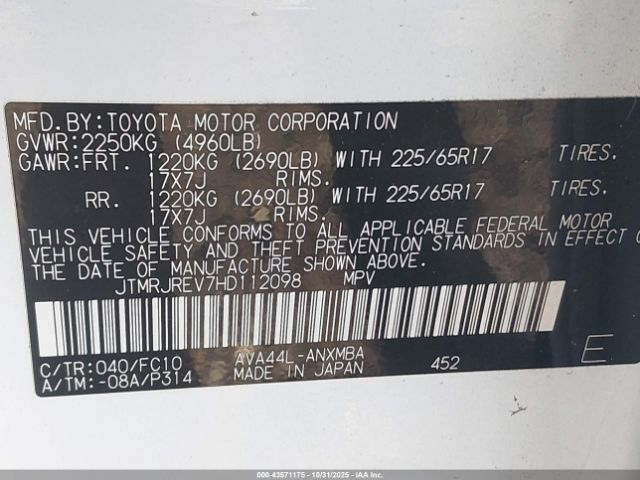 MFD.BY:TOYOTA MOTOR CORPORATION
GVWR:2250KG (4960LB)
GAWR:FRT. 1220KG (2690LB) WITH 225/65R17 TIRES.
17X7J RIMS.
RR. 1220KG (2690LB) WITH 225/65R17 TIRES.
17X7J RIMS.
THIS VEHICLE CONFORMS TO ALL APPLICABLE FEDERAL MOTOR
VEHICLE SAFETY AND THEFT PREVENTION STANDARDS IN EFFECT
THE DATE OF MANUFACTURE SHOWN ABOVE.
JTMRJREV7HD112098 MPV
C/TR:040/FC10 AVA44L-ANXMBA 452 E
A/TM:-08A/P314 MADE IN JAPAN
000-43571175 - 10/31/2025 - IAAI